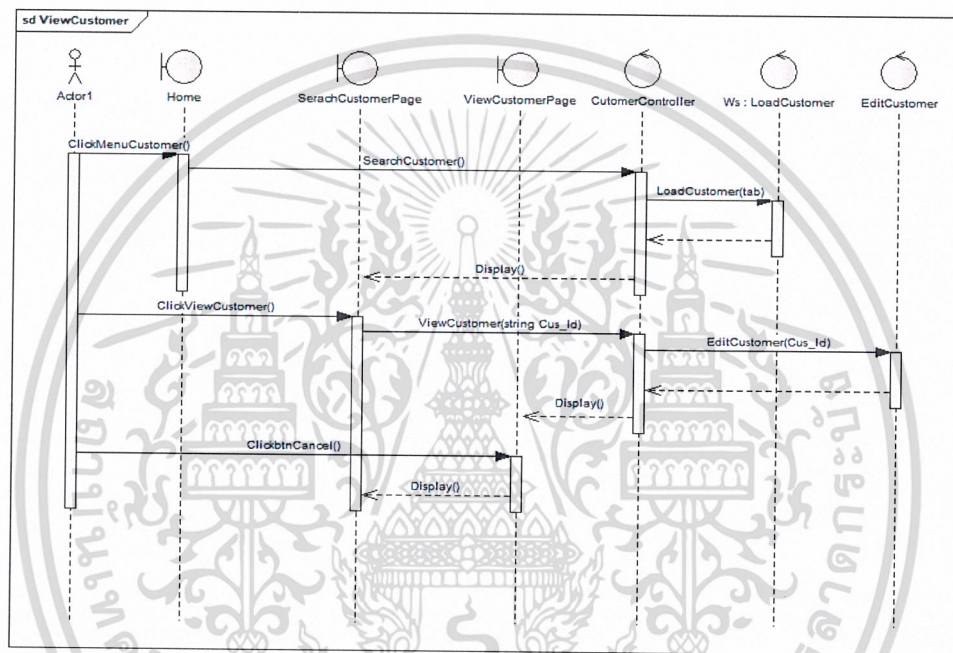 sd ViewCustomer
Actor1
Home
SerachCustomerPage
ViewCustomerPage
CutomerController
Ws : LoadCustomer
EditCustomer
ClickMenuCustomer()
SearchCustomer()
LoadCustomer(tab)
Display()
ClickViewCustomer()
ViewCustomer(string Cus_Id)
EditCustomer(Cus_Id)
Display()
ClickbtnCancel()
Display()